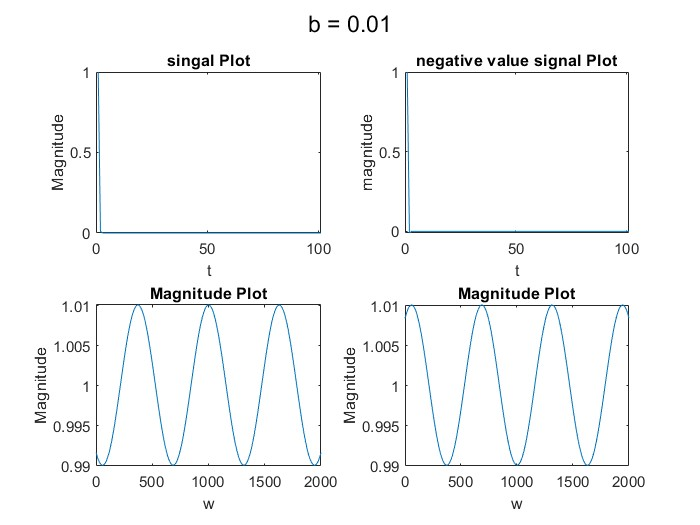 b = 0.01
singal Plot
1
0.5
0
Magnitude
0
50
100
t
negative value signal Plot
1
0.5
0
magnitude
0
50
100
t
Magnitude Plot
1.01
1.005
1
0.995
0.99
Magnitude
0
500
1000
1500
2000
w
Magnitude Plot
1.01
1.005
1
0.995
0.99
Magnitude
0
500
1000
1500
2000
w